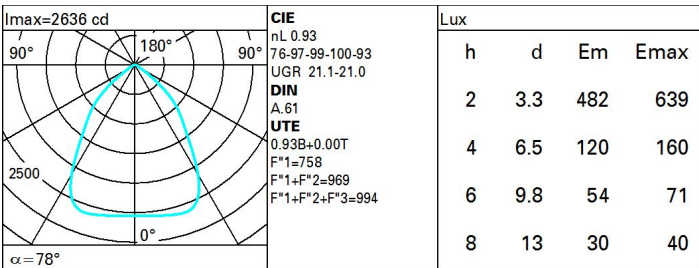 Imax=2636 cd
90°
180°
90°
2500
0°
α=78°
CIE
nL 0.93
76-97-99-100-93
UGR 21.1-21.0
DIN
A.61
UTE
0.93B+0.00T
F"1=758
F"1+F"2=969
F"1+F"2+F"3=994
Lux
h d Em Emax
2 3.3 482 639
4 6.5 120 160
6 9.8 54 71
8 13 30 40